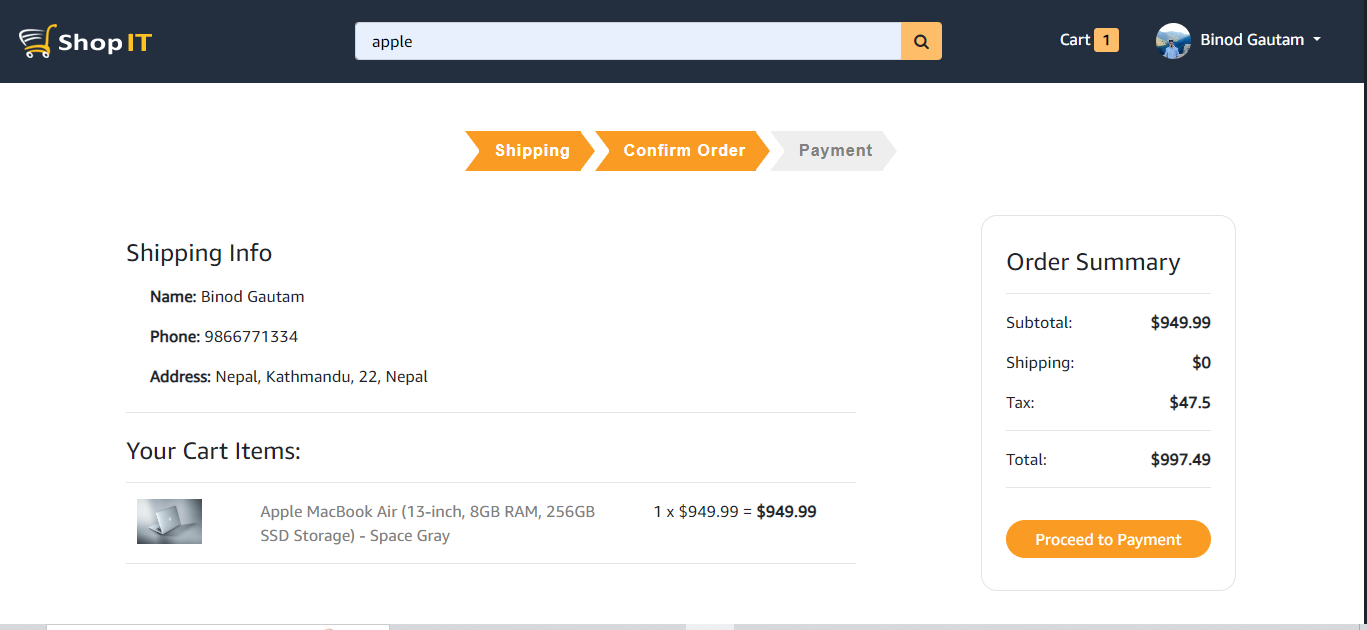 Shop IT
apple
Cart 1
Binod Gautam
Shipping
Confirm Order
Payment
Shipping Info
Name: Binod Gautam
Phone: 9866771334
Address: Nepal, Kathmandu, 22, Nepal
Your Cart Items:
Apple MacBook Air (13-inch, 8GB RAM, 256GB
SSD Storage) - Space Gray
1 x $949.99 = $949.99
Order Summary
Subtotal: $949.99
Shipping: $0
Tax: $47.5
Total: $997.49
Proceed to Payment